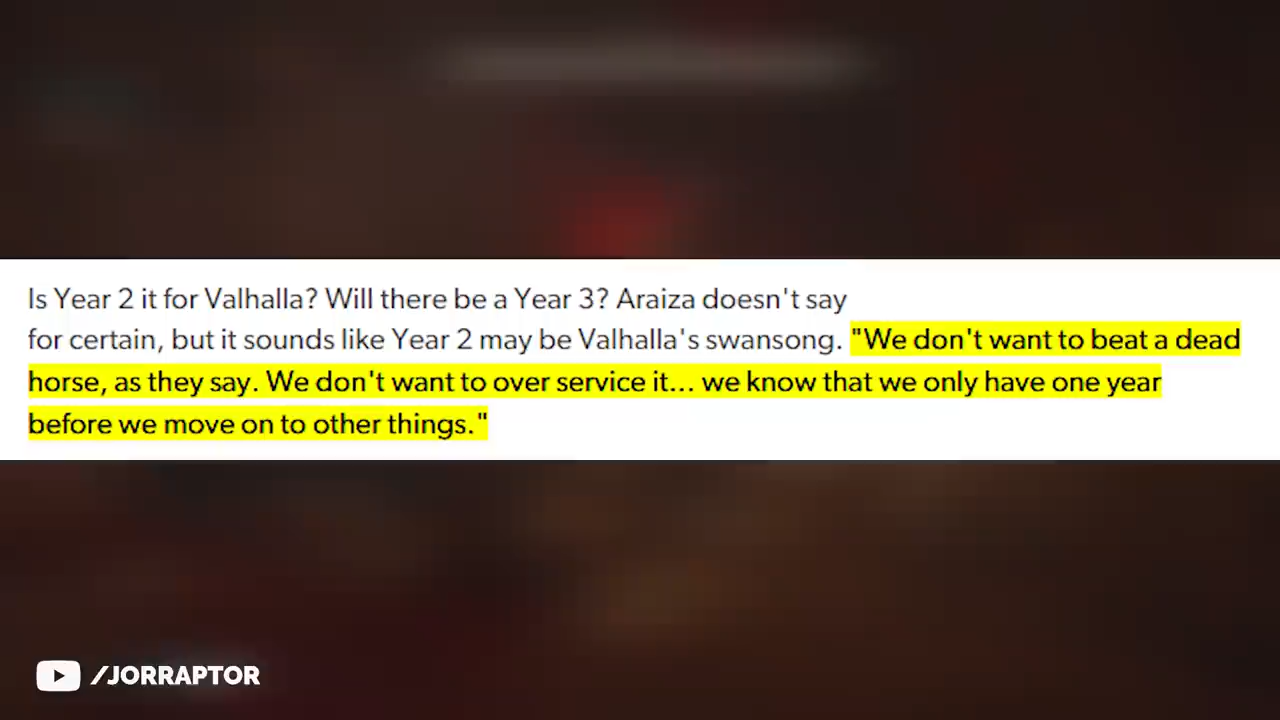 Is Year 2 it for Valhalla? Will there be a Year 3? Araiza doesn't say
for certain, but it sounds like Year 2 may be Valhalla's swansong. "We don't want to beat a dead
horse, as they say. We don't want to over service it... we know that we only have one year
before we move on to other things."
/JORRAPTOR